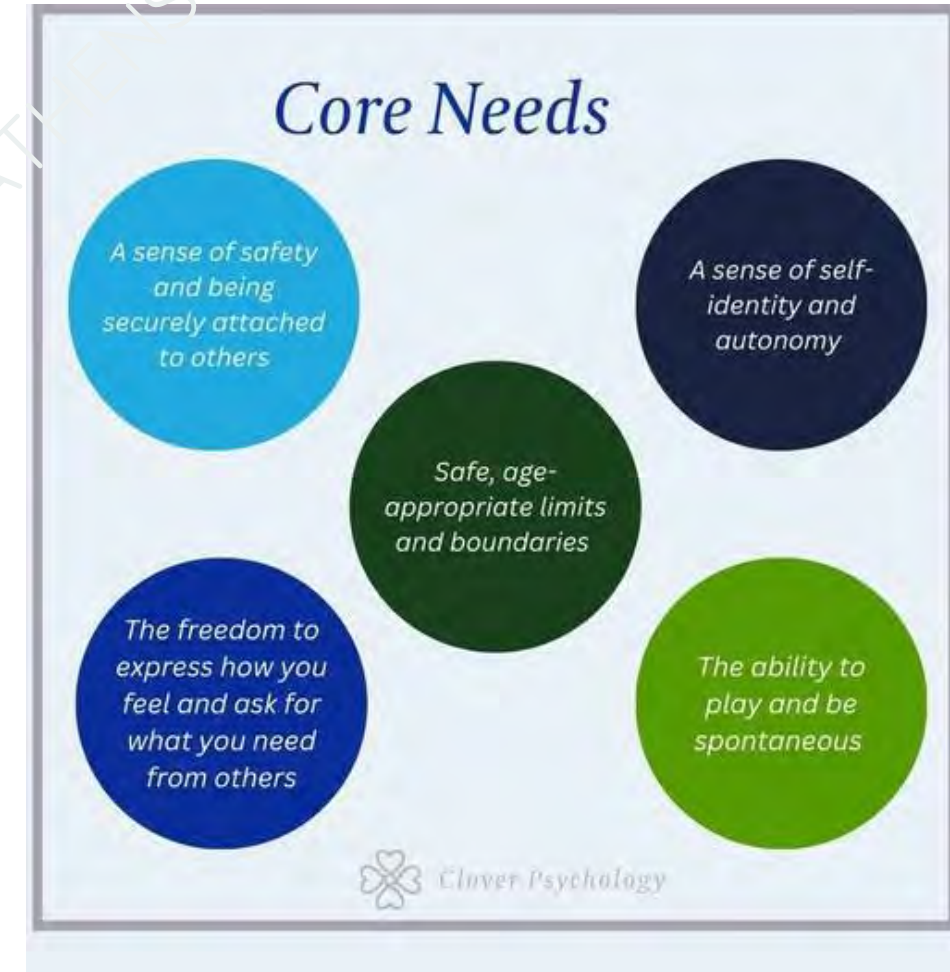 Core Needs
A sense of safety
and being
securely attached
to others
A sense of self-
identity and
autonomy
Safe, age-
appropriate limits
and boundaries
The freedom to
express how you
feel and ask for
what you need
from others
The ability to
play and be
spontaneous
Clover Psychology